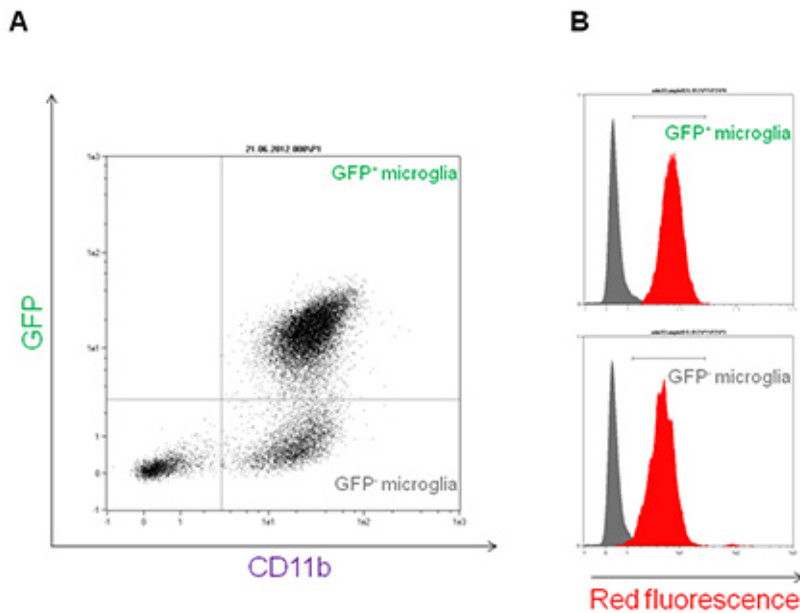 A
B
21.06.2012.000\P1
GFP⁺ microglia
1e3
1e2
1e1
1
0
-1
GFP⁻ microglia
-1 0 1 1e1 1e2 1e3
GFP
CD11b
GFP⁺ microglia
GFP⁻ microglia
Red fluorescence